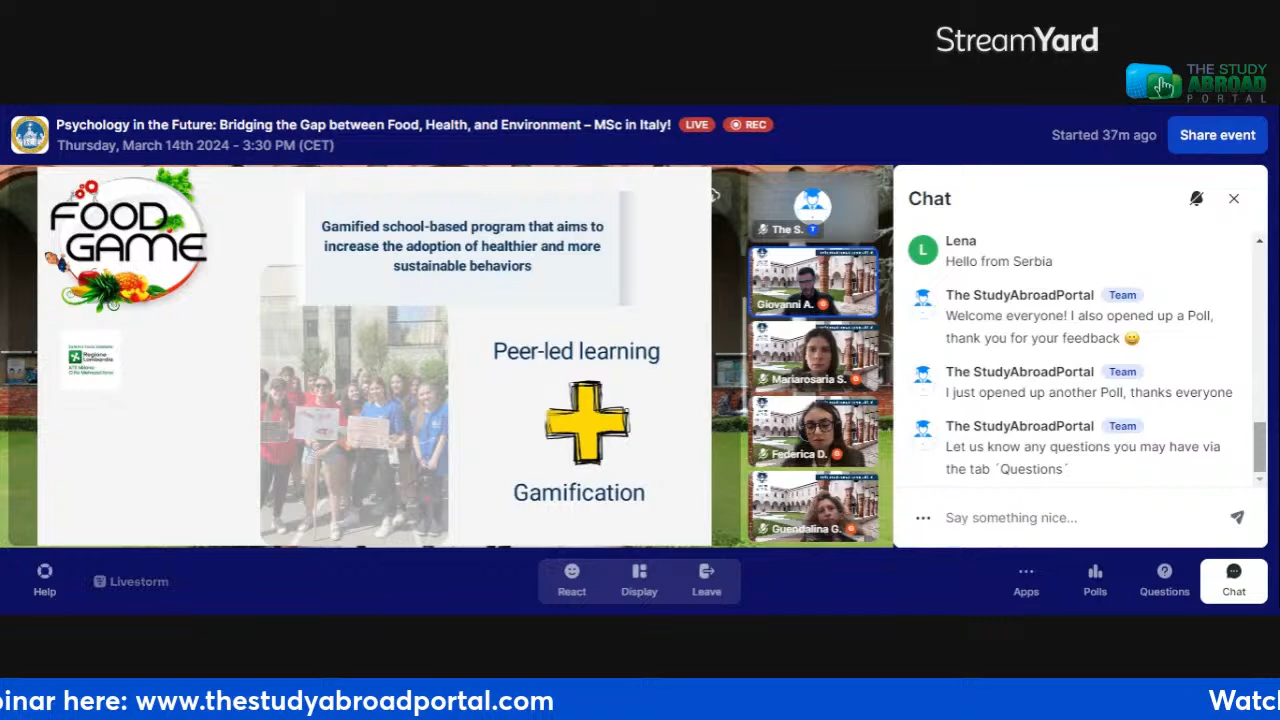 StreamYard
THE STUDY
ABROAD
PORTAL
Psychology in the Future: Bridging the Gap between Food, Health, and Environment – MSc in Italy!
LIVE
REC
Thursday, March 14th 2024 - 3:30 PM (CET)
Started 37m ago
Share event
FOOD
GAME
Gamified school-based program that aims to
increase the adoption of healthier and more
sustainable behaviors
Regione
Lombardia
Peer-led learning
Gamification
The S.
T
Giovanni A.
Mariarosaria S.
Federica D.
Guendalina G.
Chat
L
Lena
Hello from Serbia
The StudyAbroadPortal Team
Welcome everyone! I also opened up a Poll,
thank you for your feedback 😀
The StudyAbroadPortal Team
I just opened up another Poll, thanks everyone
The StudyAbroadPortal Team
Let us know any questions you may have via
the tab ´Questions´
Say something nice...
Help
Livestorm
React
Display
Leave
Apps
Polls
Questions
Chat
inar here: www.thestudyabroadportal.com
Watch